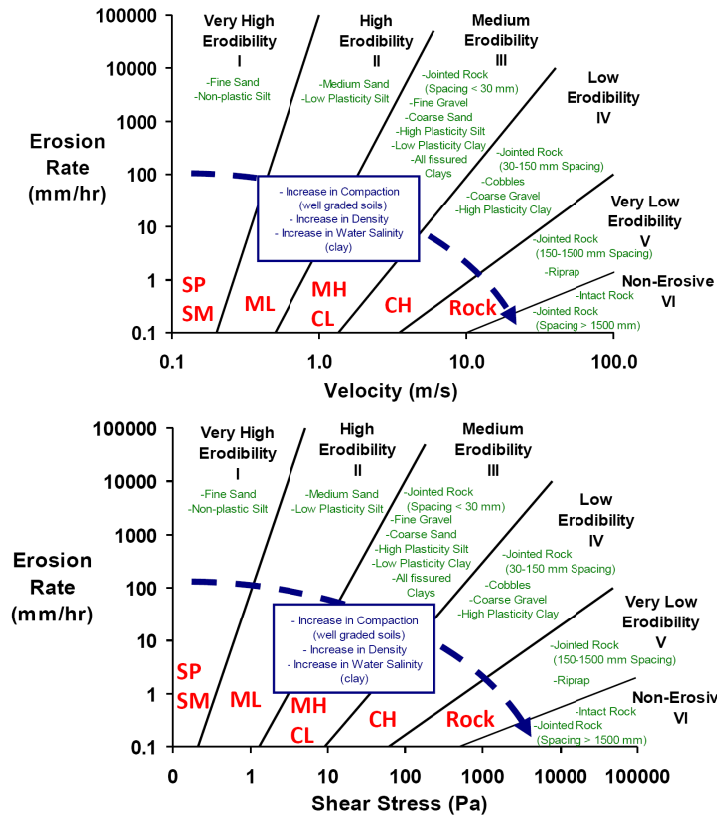 Very High
Erodibility
I
High
Erodibility
II
Medium
Erodibility
III
Low
Erodibility
IV
Very Low
Erodibility
V
Non-Erosive
VI
-Fine Sand
-Non-plastic Silt
-Medium Sand
-Low Plasticity Silt
-Jointed Rock
(Spacing < 30 mm)
-Fine Gravel
-Coarse Sand
-High Plasticity Silt
-Low Plasticity Clay
-All fissured
Clays
-Jointed Rock
(30-150 mm Spacing)
-Cobbles
-Coarse Gravel
-High Plasticity Clay
-Jointed Rock
(150-1500 mm Spacing)
-Riprap
-Intact Rock
-Jointed Rock
(Spacing > 1500 mm)
- Increase in Compaction
(well graded soils)
- Increase in Density
- Increase in Water Salinity
(clay)
SP
SM
ML
MH
CL
CH
Rock
Erosion
Rate
(mm/hr)
100000
10000
1000
100
10
1
0.1
0.1
1.0
10.0
100.0
Velocity (m/s)
Very High
Erodibility
I
High
Erodibility
II
Medium
Erodibility
III
Low
Erodibility
IV
Very Low
Erodibility
V
Non-Erosiv
VI
-Fine Sand
-Non-plastic Silt
-Medium Sand
-Low Plasticity Silt
-Jointed Rock
(Spacing < 30 mm)
-Fine Gravel
-Coarse Sand
-High Plasticity Silt
-Low Plasticity Clay
-All fissured
Clays
-Jointed Rock
(30-150 mm Spacing)
-Cobbles
-Coarse Gravel
-High Plasticity Clay
-Jointed Rock
(150-1500 mm Spacing)
-Riprap
-Intact Rock
-Jointed Rock
(Spacing > 1500 mm)
- Increase in Compaction
(well graded soils)
- Increase in Density
- Increase in Water Salinity
(clay)
SP
SM
ML
MH
CL
CH
Rock
Erosion
Rate
(mm/hr)
100000
10000
1000
100
10
1
0.1
0
1
10
100
1000
10000
100000
Shear Stress (Pa)